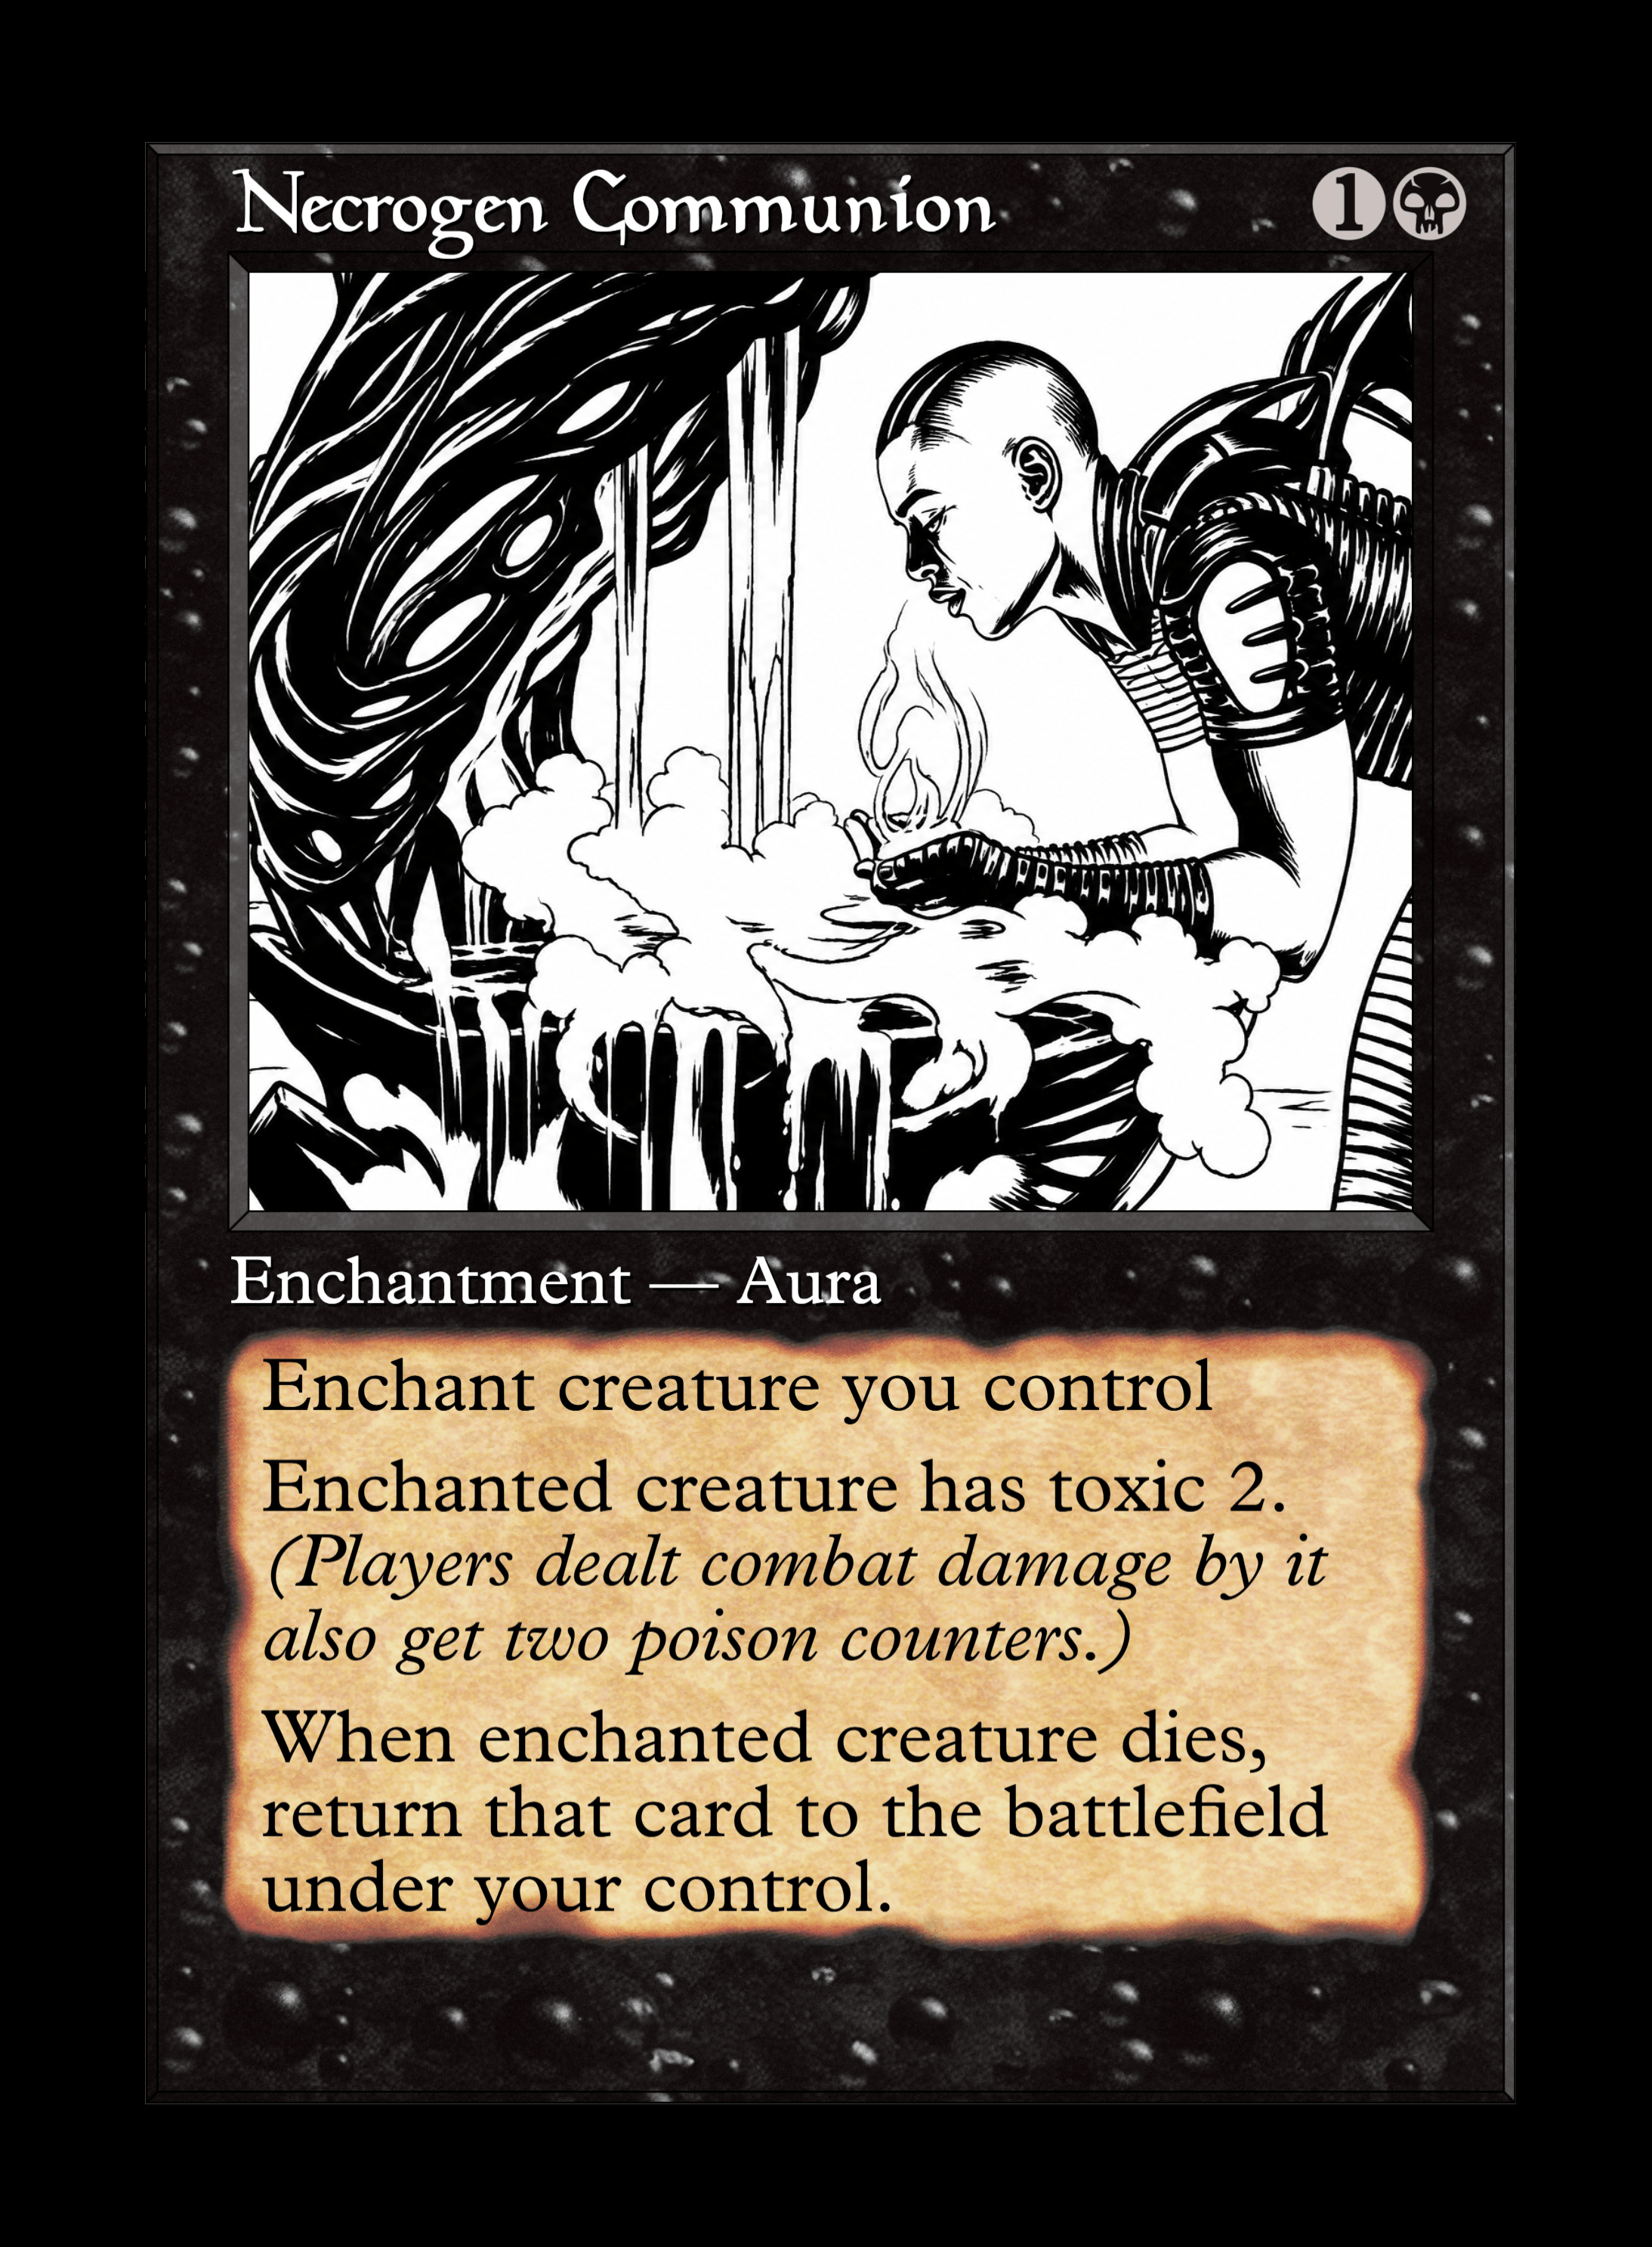 Necrogen Communion 1
Enchantment — Aura
Enchant creature you control
Enchanted creature has toxic 2.
(Players dealt combat damage by it
also get two poison counters.)
When enchanted creature dies,
return that card to the battlefield
under your control.